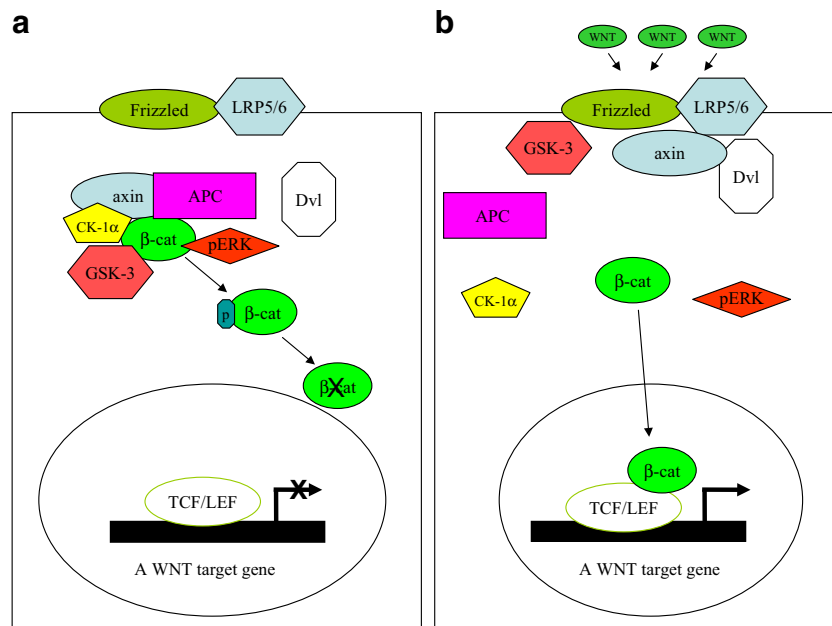 a
Frizzled
LRP5/6
axin
APC
Dvl
CK-1α
β-cat
pERK
GSK-3
p
β-cat
β-cat
X
X
TCF/LEF
A WNT target gene
b
WNT
WNT
WNT
Frizzled
LRP5/6
GSK-3
axin
Dvl
APC
β-cat
CK-1α
pERK
β-cat
TCF/LEF
A WNT target gene